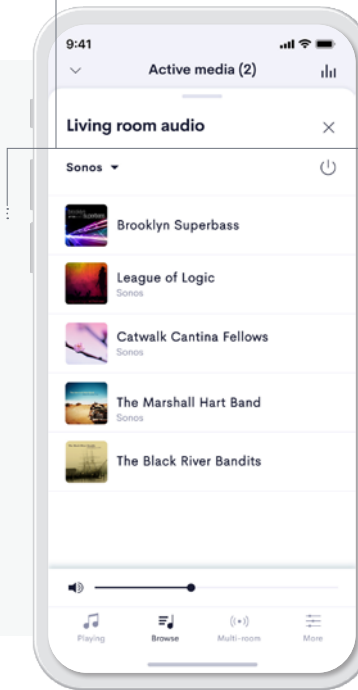 9:41
Active media (2)
Living room audio
Sonos
Brooklyn Superbass
League of Logic
Sonos
Catwalk Cantina Fellows
Sonos
The Marshall Hart Band
Sonos
The Black River Bandits
Playing
Browse
Multi-room
More